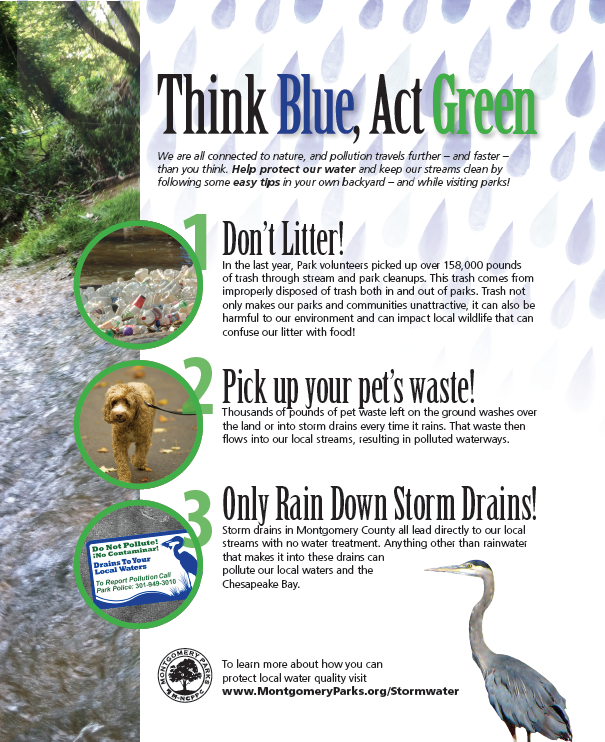 Think Blue, Act Green
We are all connected to nature, and pollution travels further – and faster –
than you think. Help protect our water and keep our streams clean by
following some easy tips in your own backyard – and while visiting parks!
1
Don't Litter!
In the last year, Park volunteers picked up over 158,000 pounds
of trash through stream and park cleanups. This trash comes from
improperly disposed of trash both in and out of parks. Trash not
only makes our parks and communities unattractive, it can also be
harmful to our environment and can impact local wildlife that can
confuse our litter with food!
2
Pick up your pet's waste!
Thousands of pounds of pet waste left on the ground washes over
the land or into storm drains every time it rains. That waste then
flows into our local streams, resulting in polluted waterways.
3
Only Rain Down Storm Drains!
Storm drains in Montgomery County all lead directly to our local
streams with no water treatment. Anything other than rainwater
that makes it into these drains can
pollute our local waters and the
Chesapeake Bay.
Do Not Pollute!
¡No Contaminar!
Drains To Your
Local Waters
To Report Pollution Call
Park Police: 301-949-3010
MONTGOMERY PARKS
M-NCPPC
To learn more about how you can
protect local water quality visit
www.MontgomeryParks.org/Stormwater